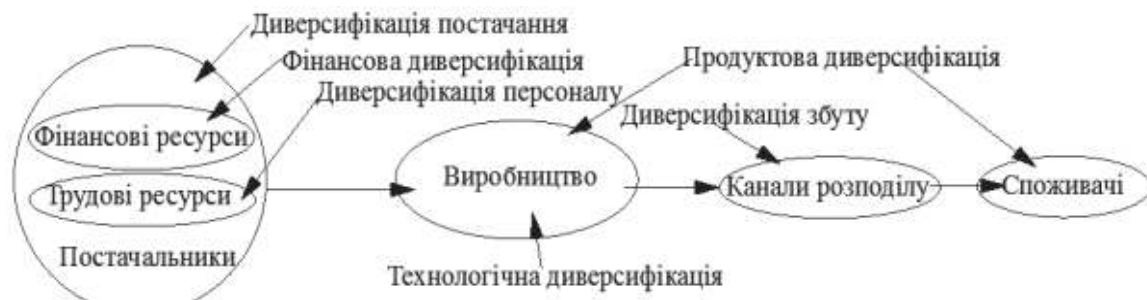 Диверсифікація постачання
Фінансова диверсифікація
Продуктова диверсифікація
Диверсифікація персоналу
Диверсифікація збуту
Фінансові ресурси
Виробництво
Канали розподілу
Споживачі
Трудові ресурси
Постачальники
Технологічна диверсифікація